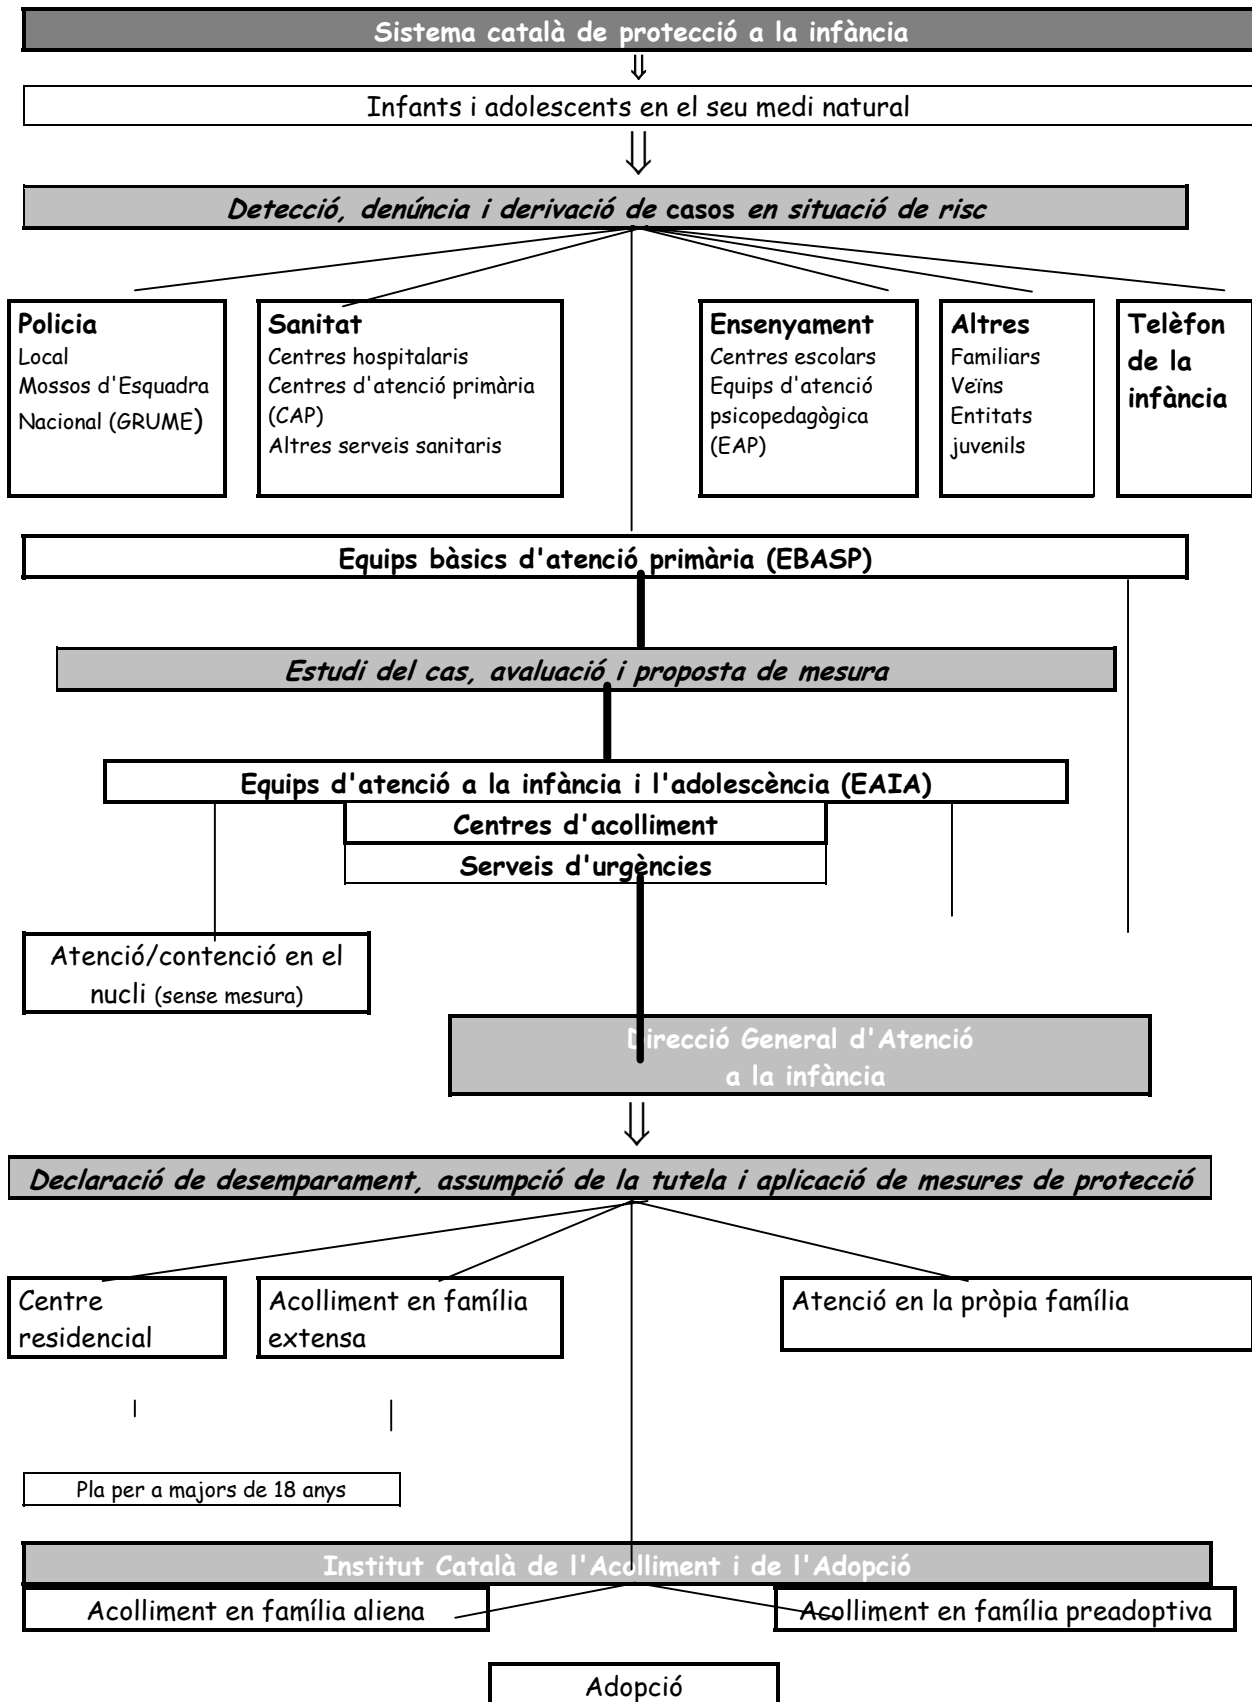 Sistema català de protecció a la infància
Infants i adolescents en el seu medi natural
Detecció, denúncia i derivació de casos en situació de risc
Policia
Local
Mossos d'Esquadra
Nacional (GRUME)
Sanitat
Centres hospitalaris
Centres d'atenció primària
(CAP)
Altres serveis sanitaris
Ensenyament
Centres escolars
Equips d'atenció
psicopedagògica
(EAP)
Altres
Familiars
Veïns
Entitats
juvenils
Telèfon
de la
infància
Equips bàsics d'atenció primària (EBASP)
Estudi del cas, avaluació i proposta de mesura
Equips d'atenció a la infància i l'adolescència (EAIA)
Centres d'acolliment
Serveis d'urgències
Atenció/contenció en el
nucli (sense mesura)
Direcció General d'Atenció
a la infància
Declaració de desemparament, assumpció de la tutela i aplicació de mesures de protecció
Centre
residencial
Acolliment en família
extensa
Atenció en la pròpia família
Pla per a majors de 18 anys
Institut Català de l'Acolliment i de l'Adopció
Acolliment en família aliena
Acolliment en família preadoptiva
Adopció